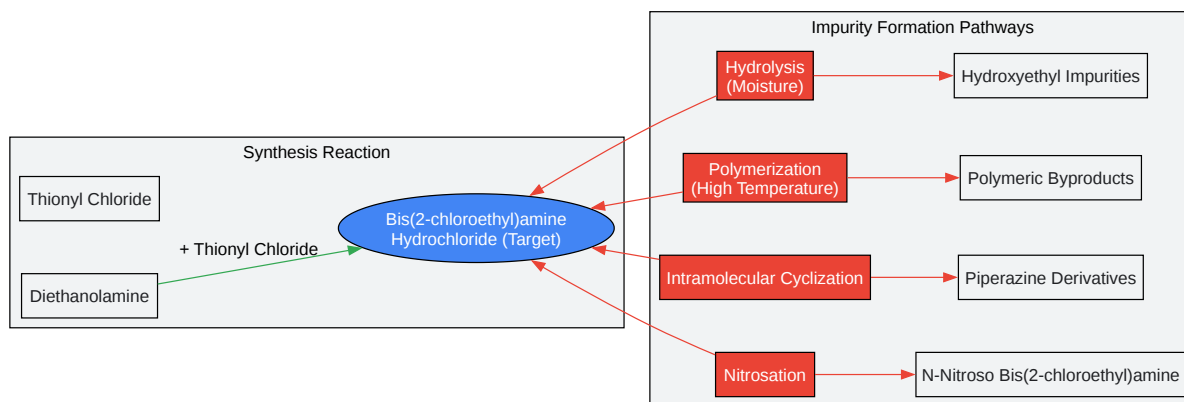 Impurity Formation Pathways
Hydrolysis
(Moisture)
Hydroxyethyl Impurities
Synthesis Reaction
Polymerization
(High Temperature)
Polymeric Byproducts
Thionyl Chloride
Bis(2-chloroethyl)amine
Hydrochloride (Target)
+ Thionyl Chloride
Diethanolamine
Intramolecular Cyclization
Piperazine Derivatives
Nitrosation
N-Nitroso Bis(2-chloroethyl)amine